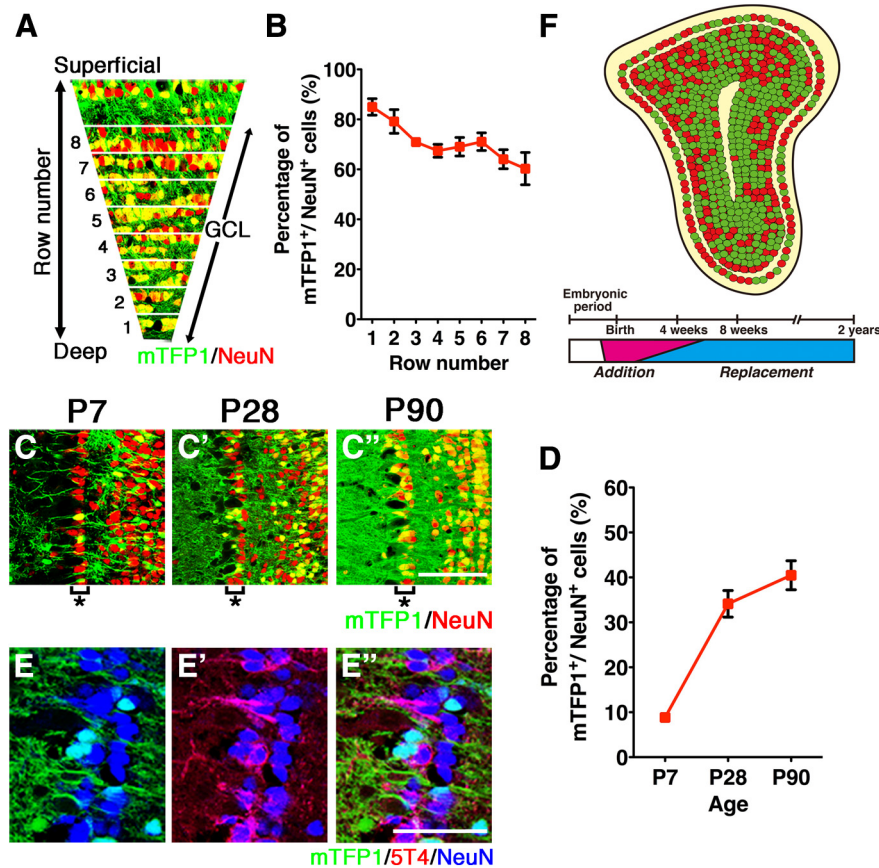 A
Superficial
8
7
6
5
4
3
2
1
Row number
GCL
Deep
mTFP1/NeuN
B
Percentage of
mTFP1+/ NeuN+ cells (%)
100
80
60
40
20
0
1 2 3 4 5 6 7 8
Row number
F
Embryonic
period
Birth
4 weeks
8 weeks
2 years
Addition
Replacement
P7
P28
P90
C
C'
C"
*
*
*
mTFP1/NeuN
D
Percentage of
mTFP1+/ NeuN+ cells (%)
60
50
40
30
20
10
0
P7 P28 P90
Age
E
E'
E"
mTFP1/5T4/NeuN